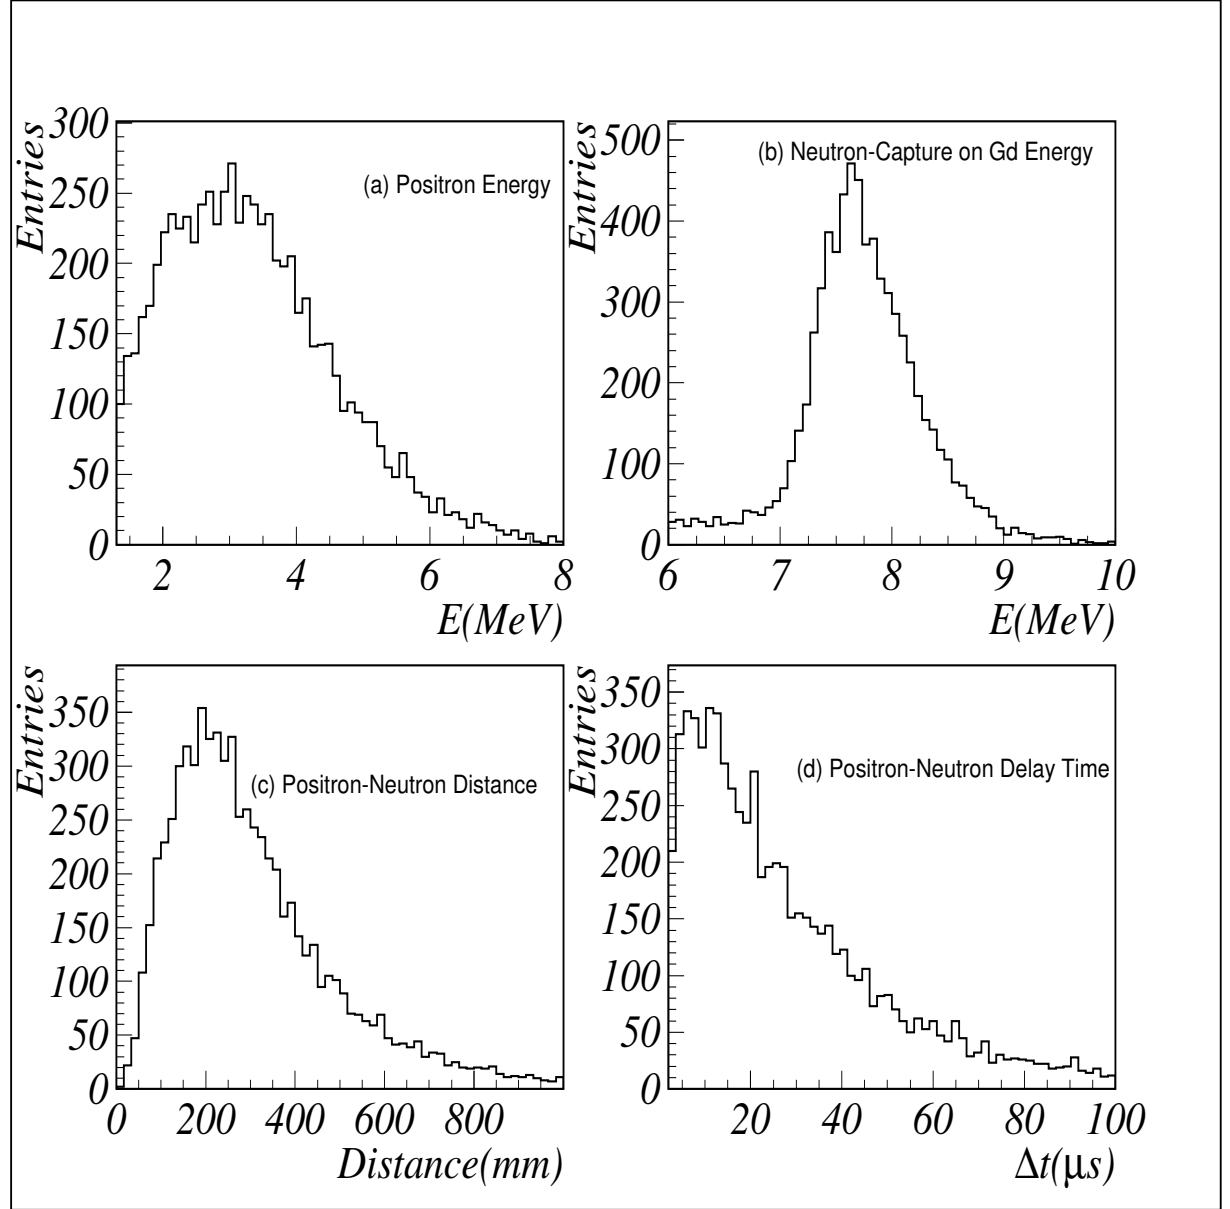 Entries
300
250
200
150
100
50
0
(a) Positron Energy
2 4 6 8
E(MeV)
Entries
500
400
300
200
100
0
(b) Neutron-Capture on Gd Energy
6 7 8 9 10
E(MeV)
Entries
350
300
250
200
150
100
50
0
(c) Positron-Neutron Distance
0 200 400 600 800
Distance(mm)
Entries
350
300
250
200
150
100
50
0
(d) Positron-Neutron Delay Time
20 40 60 80 100
Δt(μs)